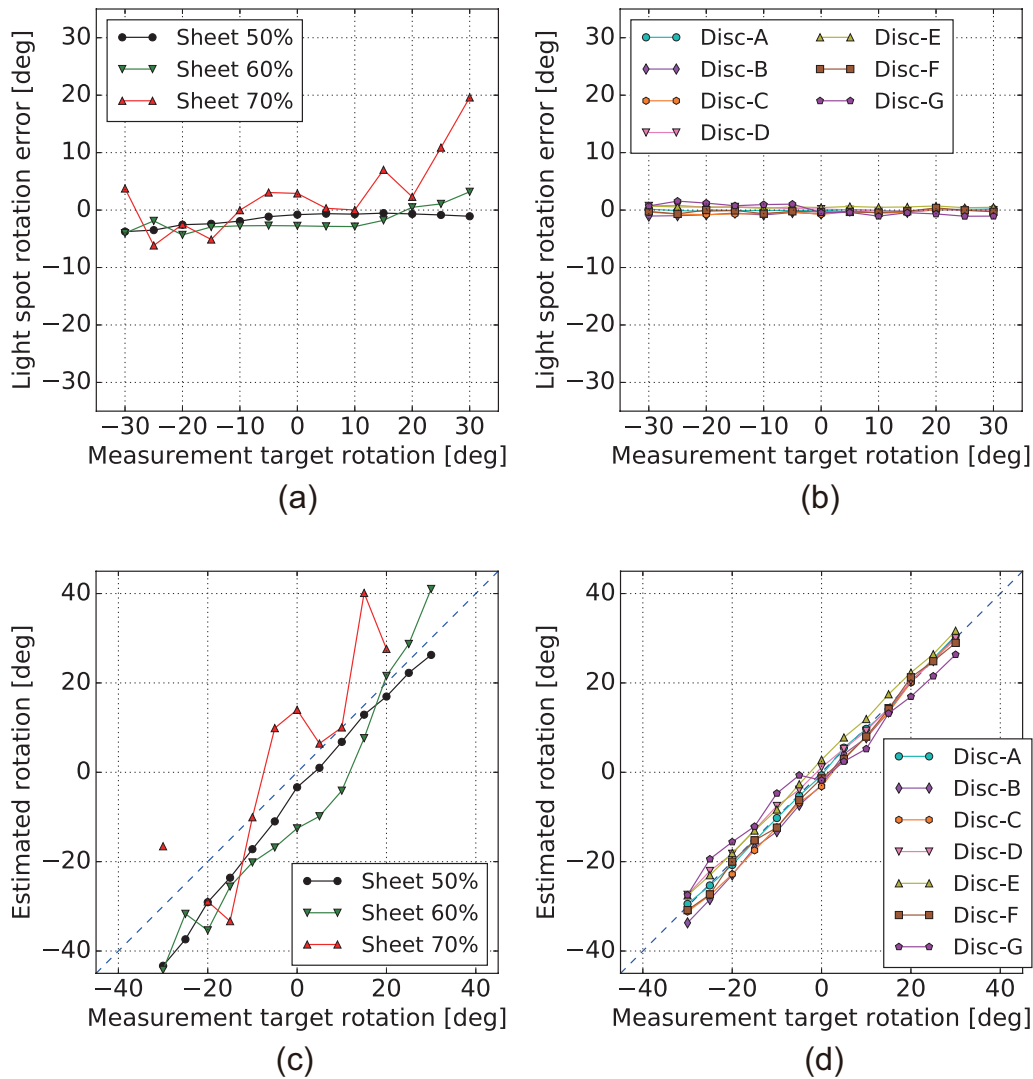 Light spot rotation error [deg]
30
20
10
0
−10
−20
−30
Sheet 50%
Sheet 60%
Sheet 70%
−30 −20 −10 0 10 20 30
Measurement target rotation [deg]
(a)
Light spot rotation error [deg]
30
20
10
0
−10
−20
−30
Disc-A
Disc-B
Disc-C
Disc-D
Disc-E
Disc-F
Disc-G
−30 −20 −10 0 10 20 30
Measurement target rotation [deg]
(b)
Estimated rotation [deg]
40
20
0
−20
−40
Sheet 50%
Sheet 60%
Sheet 70%
−40 −20 0 20 40
Measurement target rotation [deg]
(c)
Estimated rotation [deg]
40
20
0
−20
−40
Disc-A
Disc-B
Disc-C
Disc-D
Disc-E
Disc-F
Disc-G
−40 −20 0 20 40
Measurement target rotation [deg]
(d)